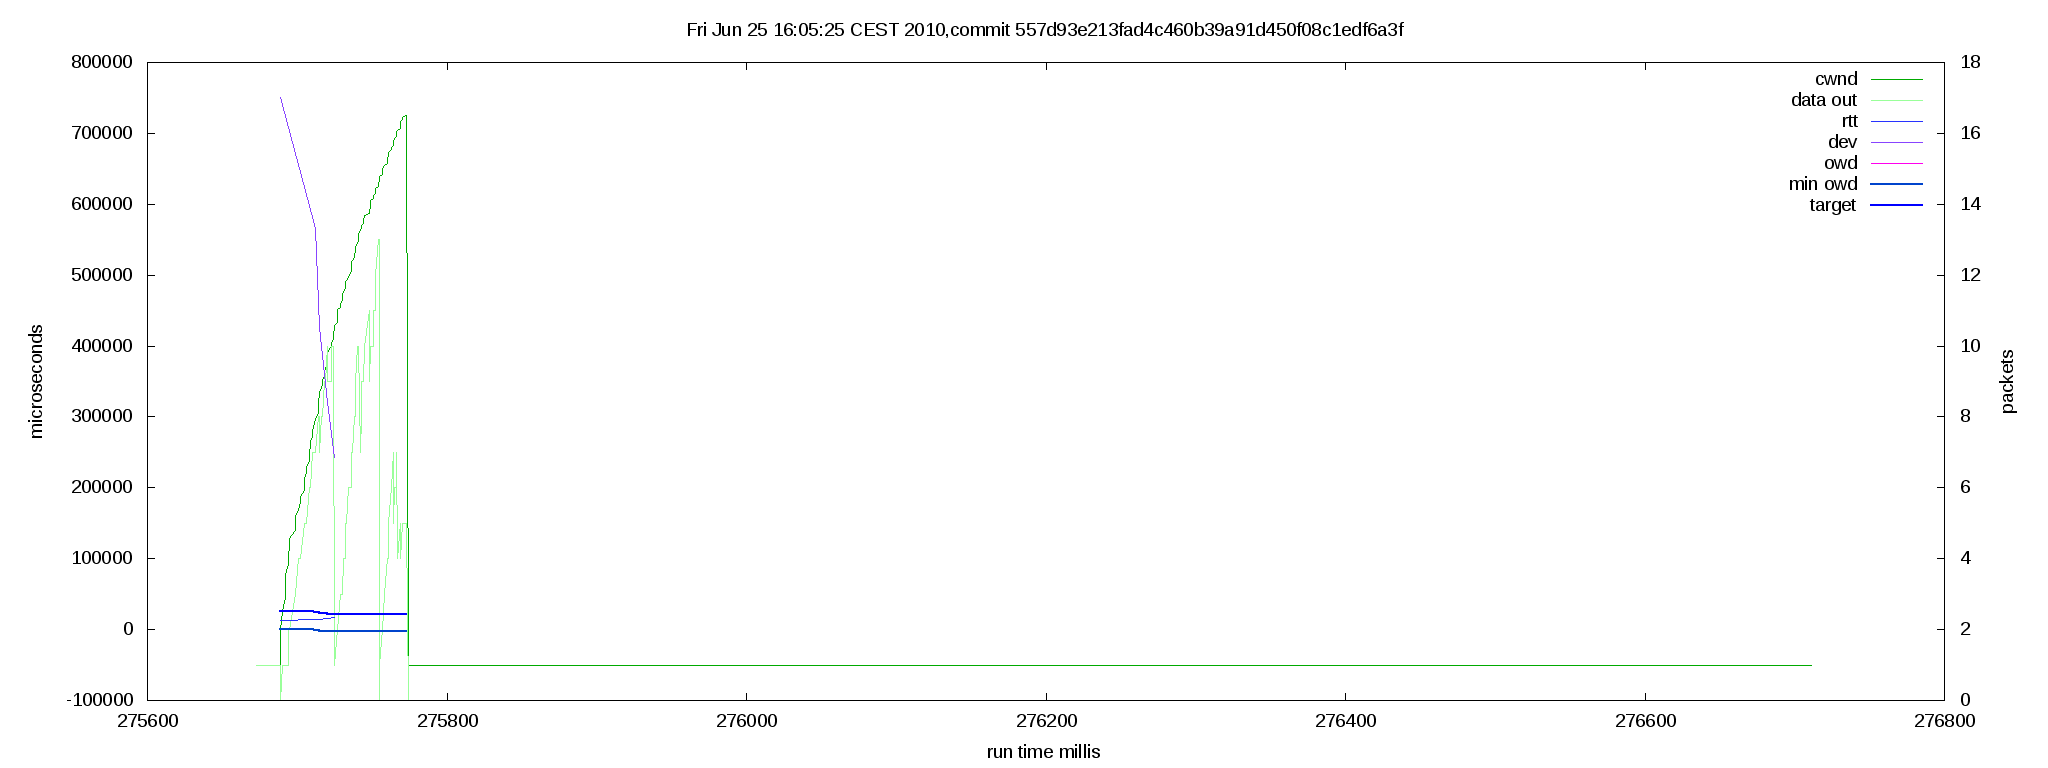 Fri Jun 25 16:05:25 CEST 2010,commit 557d93e213fad4c460b39a91d450f08c1edf6a3f
800000
700000
600000
500000
400000
300000
200000
100000
0
-100000
microseconds
18
16
14
12
10
8
6
4
2
0
packets
cwnd
data out
rtt
dev
owd
min owd
target
275600
275800
276000
276200
276400
276600
276800
run time millis